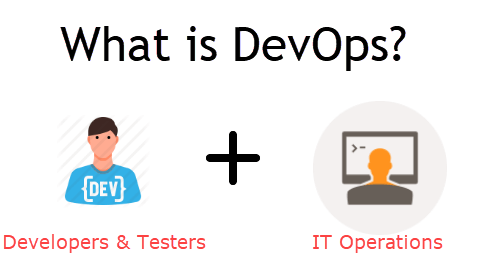 What is DevOps?
{DEV}
>-
Developers & Testers
IT Operations